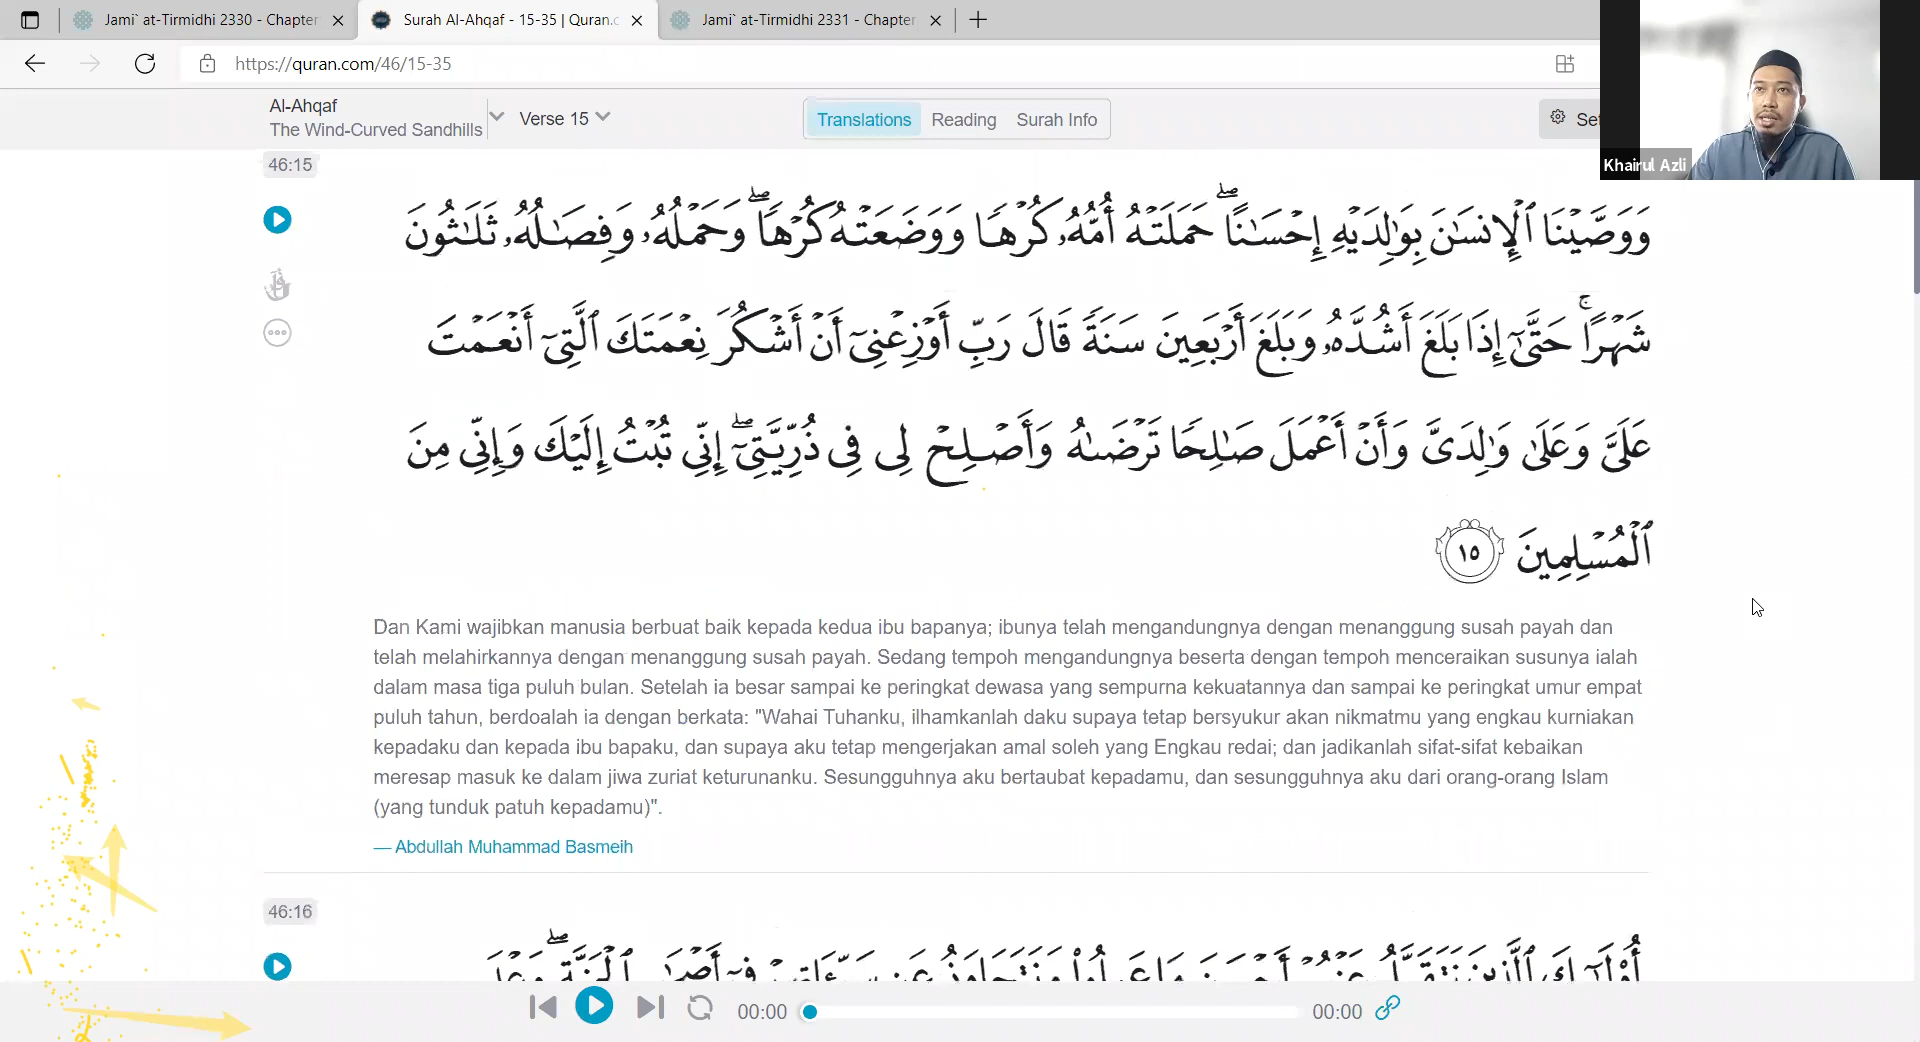 Jami` at-Tirmidhi 2330 - Chapter
Surah Al-Ahqaf - 15-35 | Quran.c
Jami` at-Tirmidhi 2331 - Chapter
https://quran.com/46/15-35
Al-Ahqaf
The Wind-Curved Sandhills
Verse 15
Translations Reading Surah Info
Set
Khairul Azli
46:15
وَوَصَّيْنَا ٱلْإِنسَـٰنَ بِوَٰلِدَيْهِ إِحْسَـٰنًا ۖ حَمَلَتْهُ أُمُّهُۥ كُرْهًا وَوَضَعَتْهُ كُرْهًا ۖ وَحَمْلُهُۥ وَفِصَـٰلُهُۥ ثَلَـٰثُونَ
شَهْرًا ۚ حَتَّىٰٓ إِذَا بَلَغَ أَشُدَّهُۥ وَبَلَغَ أَرْبَعِينَ سَنَةً قَالَ رَبِّ أَوْزِعْنِىٓ أَنْ أَشْكُرَ نِعْمَتَكَ ٱلَّتِىٓ أَنْعَمْتَ
عَلَىَّ وَعَلَىٰ وَٰلِدَىَّ وَأَنْ أَعْمَلَ صَـٰلِحًا تَرْضَىٰهُ وَأَصْلِحْ لِى فِى ذُرِّيَّتِىٓ ۖ إِنِّى تُبْتُ إِلَيْكَ وَإِنِّى مِنَ
ٱلْمُسْلِمِينَ ١٥
Dan Kami wajibkan manusia berbuat baik kepada kedua ibu bapanya; ibunya telah mengandungnya dengan menanggung susah payah dan
telah melahirkannya dengan menanggung susah payah. Sedang tempoh mengandungnya beserta dengan tempoh menceraikan susunya ialah
dalam masa tiga puluh bulan. Setelah ia besar sampai ke peringkat dewasa yang sempurna kekuatannya dan sampai ke peringkat umur empat
puluh tahun, berdoalah ia dengan berkata: "Wahai Tuhanku, ilhamkanlah daku supaya tetap bersyukur akan nikmatmu yang engkau kurniakan
kepadaku dan kepada ibu bapaku, dan supaya aku tetap mengerjakan amal soleh yang Engkau redai; dan jadikanlah sifat-sifat kebaikan
meresap masuk ke dalam jiwa zuriat keturunanku. Sesungguhnya aku bertaubat kepadamu, dan sesungguhnya aku dari orang-orang Islam
(yang tunduk patuh kepadamu)".
— Abdullah Muhammad Basmeih
46:16
00:00 00:00